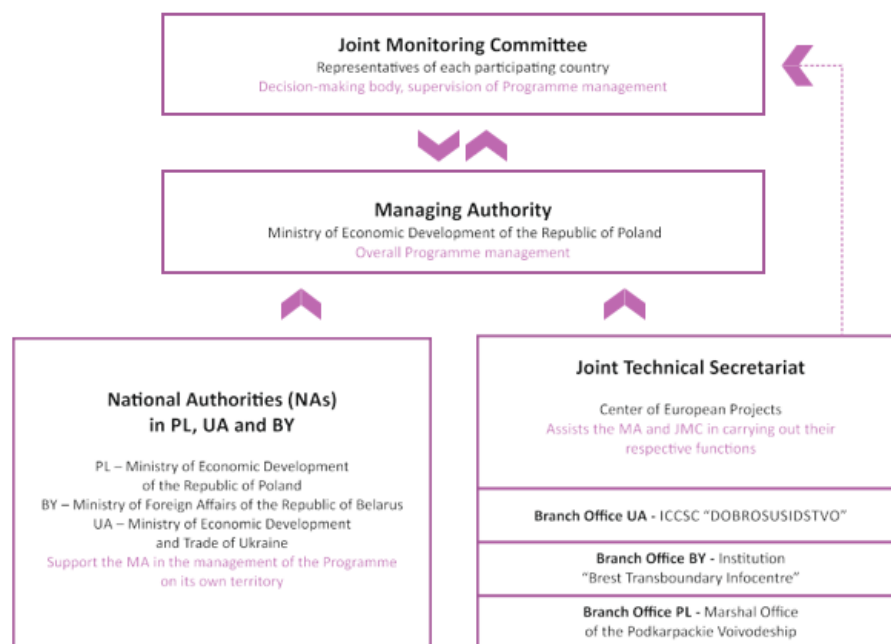 Joint Monitoring Committee
Representatives of each participating country
Decision-making body, supervision of Programme management
Managing Authority
Ministry of Economic Development of the Republic of Poland
Overall Programme management
National Authorities (NAs)
in PL, UA and BY
PL – Ministry of Economic Development
of the Republic of Poland
BY – Ministry of Foreign Affairs of the Republic of Belarus
UA – Ministry of Economic Development
and Trade of Ukraine
Support the MA in the management of the Programme
on its own territory
Joint Technical Secretariat
Center of European Projects
Assists the MA and JMC in carrying out their
respective functions
Branch Office UA - ICCSC “DOBROSUSIDSTVO”
Branch Office BY - Institution
“Brest Transboundary Infocentre”
Branch Office PL - Marshal Office
of the Podkarpackie Voivodeship